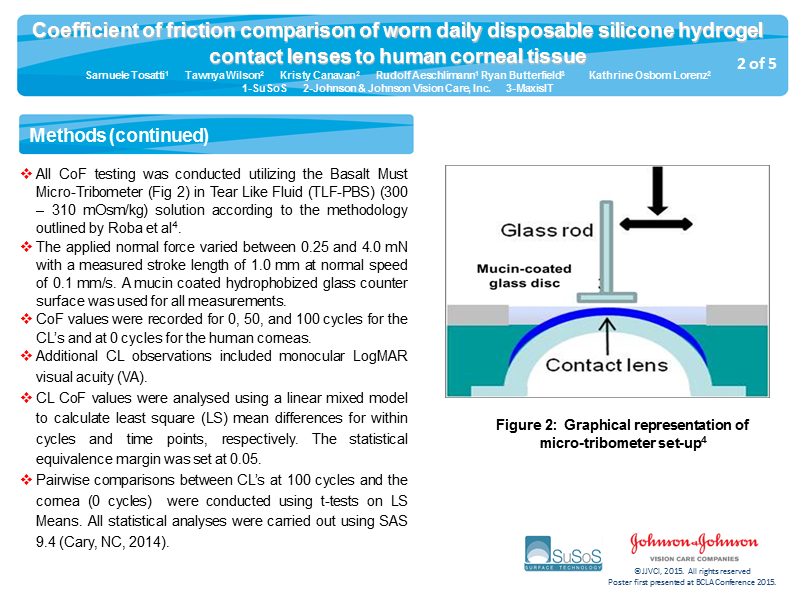 Coefficient of friction comparison of worn daily disposable silicone hydrogel
contact lenses to human corneal tissue
2 of 5
Samuele Tosatti1 Tawnya Wilson2 Kristy Canavan2 Rudolf Aeschlimann1 Ryan Butterfield3 Kathrine Osborn Lorenz2
1-SuSoS 2-Johnson & Johnson Vision Care, Inc. 3-MaxisIT
Methods (continued)
❖ All CoF testing was conducted utilizing the Basalt Must
Micro-Tribometer (Fig 2) in Tear Like Fluid (TLF-PBS) (300
– 310 mOsm/kg) solution according to the methodology
outlined by Roba et al4.
❖ The applied normal force varied between 0.25 and 4.0 mN
with a measured stroke length of 1.0 mm at normal speed
of 0.1 mm/s. A mucin coated hydrophobized glass counter
surface was used for all measurements.
❖ CoF values were recorded for 0, 50, and 100 cycles for the
CL's and at 0 cycles for the human corneas.
❖ Additional CL observations included monocular LogMAR
visual acuity (VA).
❖ CL CoF values were analysed using a linear mixed model
to calculate least square (LS) mean differences for within
cycles and time points, respectively. The statistical
equivalence margin was set at 0.05.
❖ Pairwise comparisons between CL's at 100 cycles and the
cornea (0 cycles) were conducted using t-tests on LS
Means. All statistical analyses were carried out using SAS
9.4 (Cary, NC, 2014).
Glass rod
Mucin-coated
glass disc
Contact lens
Figure 2: Graphical representation of
micro-tribometer set-up4
SuSoS
SURFACE TECHNOLOGY
Johnson & Johnson
VISION CARE COMPANIES
©JJVCI, 2015. All rights reserved
Poster first presented at BCLA Conference 2015.